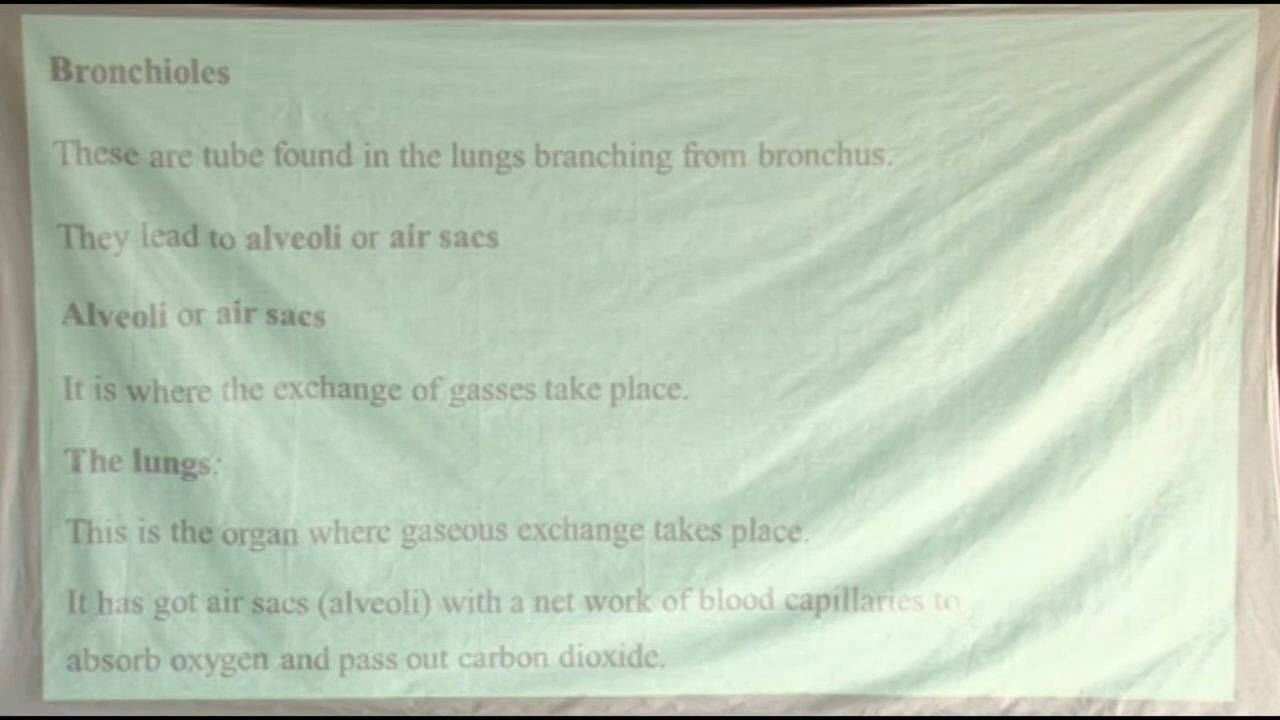 Bronchioles
These are tube found in the lungs branching from bronchus.
They lead to alveoli or air sacs
Alveoli or air sacs
It is where the exchange of gasses take place.
The lungs:
This is the organ where gaseous exchange takes place.
It has got air sacs (alveoli) with a net work of blood capillaries to
absorb oxygen and pass out carbon dioxide.